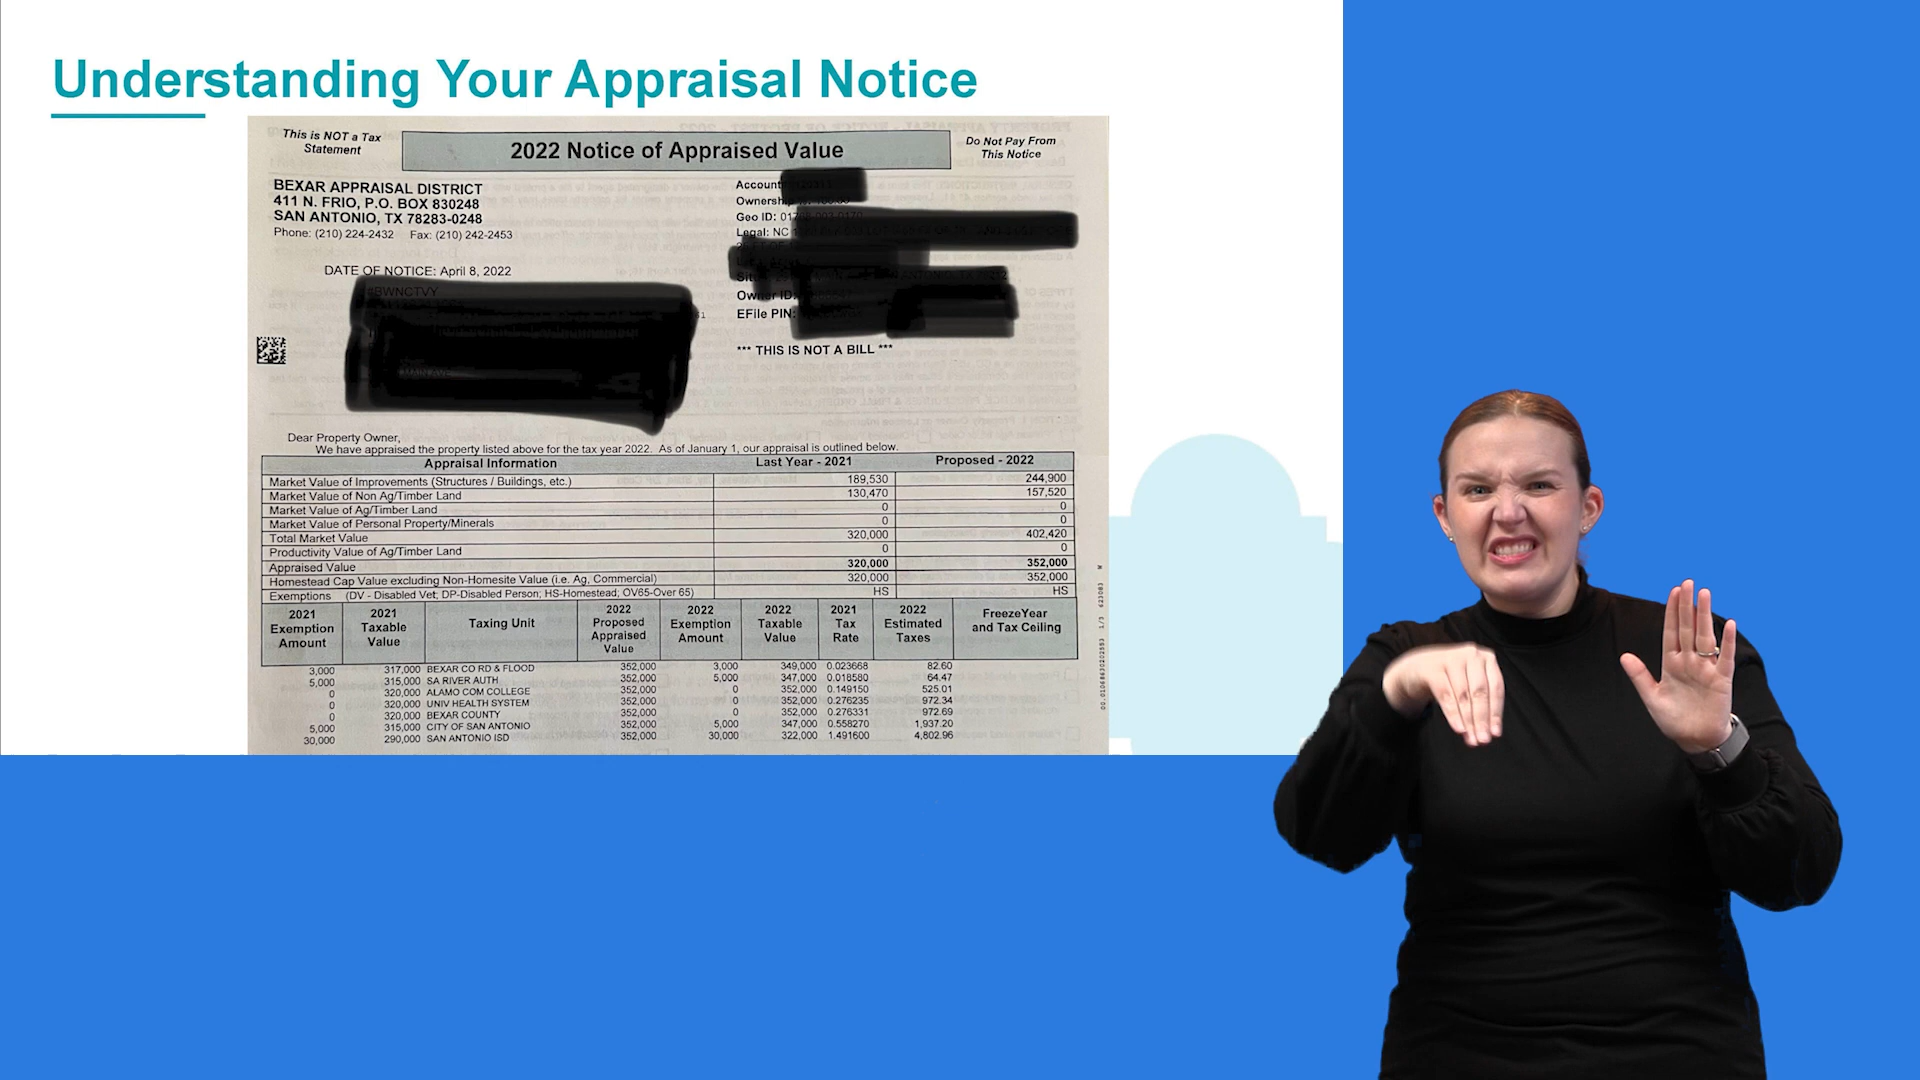 Understanding Your Appraisal Notice
This is NOT a Tax
Statement
2022 Notice of Appraised Value
Do Not Pay From
This Notice
BEXAR APPRAISAL DISTRICT
411 N. FRIO, P.O. BOX 830248
SAN ANTONIO, TX 78283-0248
Phone: (210) 224-2432 Fax: (210) 242-2453
DATE OF NOTICE: April 8, 2022
Account
Ownership
Geo ID:
Legal: NC
Owner ID:
EFile PIN:
*** THIS IS NOT A BILL ***
Dear Property Owner,
We have appraised the property listed above for the tax year 2022. As of January 1, our appraisal is outlined below.
Appraisal Information Last Year - 2021 Proposed - 2022
Market Value of Improvements (Structures / Buildings, etc.) 189,530 244,900
Market Value of Non Ag/Timber Land 130,470 157,520
Market Value of Ag/Timber Land 0 0
Market Value of Personal Property/Minerals 0 0
Total Market Value 320,000 402,420
Productivity Value of Ag/Timber Land 0 0
Appraised Value 320,000 352,000
Homestead Cap Value excluding Non-Homesite Value (i.e. Ag, Commercial) 320,000 352,000
Exemptions (DV - Disabled Vet; DP-Disabled Person; HS-Homestead; OV65-Over 65) HS HS
2021 Exemption Amount 2021 Taxable Value Taxing Unit 2022 Proposed Appraised Value 2022 Exemption Amount 2022 Taxable Value 2021 Tax Rate 2022 Estimated Taxes FreezeYear and Tax Ceiling
3,000 317,000 BEXAR CO RD & FLOOD 352,000 3,000 349,000 0.023668 82.60
5,000 315,000 SA RIVER AUTH 352,000 5,000 347,000 0.018580 64.47
0 320,000 ALAMO COM COLLEGE 352,000 0 352,000 0.149150 525.01
0 320,000 UNIV HEALTH SYSTEM 352,000 0 352,000 0.276235 972.34
0 320,000 BEXAR COUNTY 352,000 0 352,000 0.276331 972.69
5,000 315,000 CITY OF SAN ANTONIO 352,000 5,000 347,000 0.558270 1,937.20
30,000 290,000 SAN ANTONIO ISD 352,000 30,000 322,000 1.491600 4,802.96